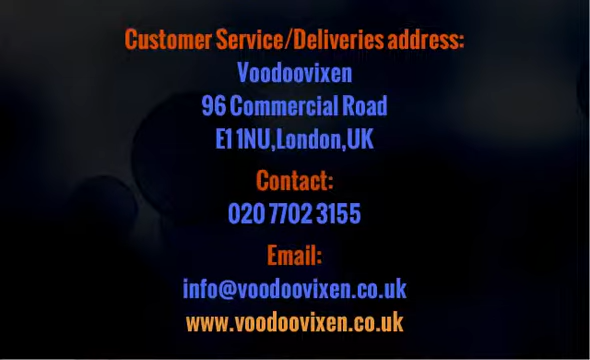 Customer Service/Deliveries address:
Voodoovixen
96 Commercial Road
E1 1NU,London,UK
Contact:
020 7702 3155
Email:
info@voodoovixen.co.uk
www.voodoovixen.co.uk